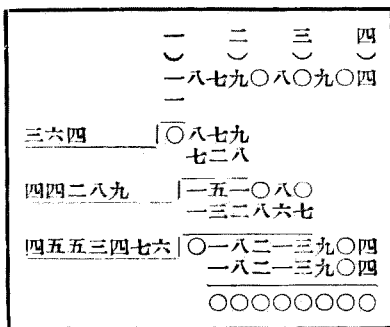 一 二 三 四
一八七九〇八〇九〇四
一
三六四 〇八七九
七二八
四四二八九 一五一〇八〇
一三二八六七
四五五三四七六 〇一八二一三九〇四
一八二一三九〇四
〇〇〇〇〇〇〇〇